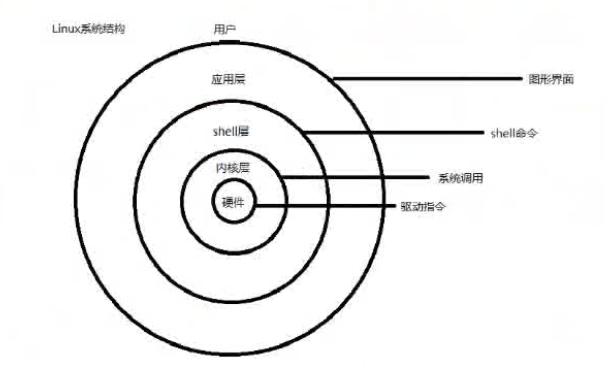 Linux系统结构
用户
应用层
图形界面
shell层
shell命令
内核层
系统调用
硬件
驱动指令